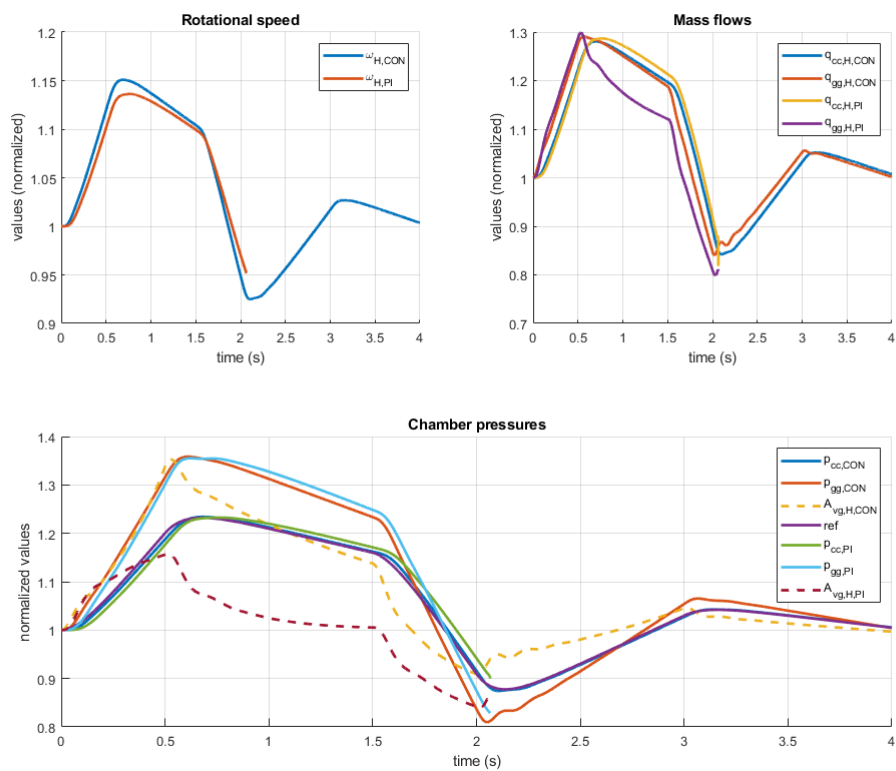 Rotational speed
1.2
1.15
1.1
1.05
1
0.95
0.9
values (normalized)
0 0.5 1 1.5 2 2.5 3 3.5 4
time (s)
ω_H,CON
ω_H,PI
Mass flows
1.3
1.2
1.1
1
0.9
0.8
0.7
values (normalized)
0 0.5 1 1.5 2 2.5 3 3.5 4
time (s)
q_cc,H,CON
q_gg,H,CON
q_cc,H,PI
q_gg,H,PI
Chamber pressures
1.4
1.3
1.2
1.1
1
0.9
0.8
normalized values
0 0.5 1 1.5 2 2.5 3 3.5 4
time (s)
p_cc,CON
p_gg,CON
A_vg,H,CON
ref
p_cc,PI
p_gg,PI
A_vg,H,PI